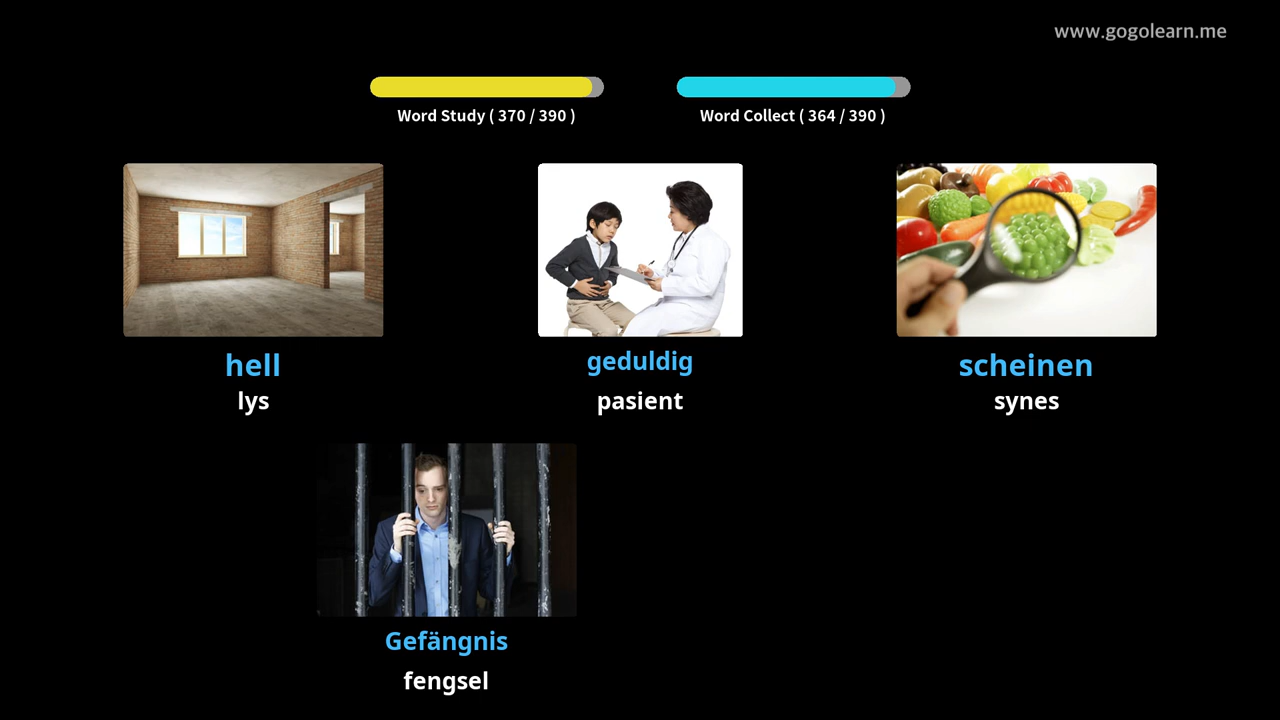 www.gogolearn.me
Word Study ( 370 / 390 )
Word Collect ( 364 / 390 )
hell
lys
geduldig
pasient
scheinen
synes
Gefängnis
fengsel